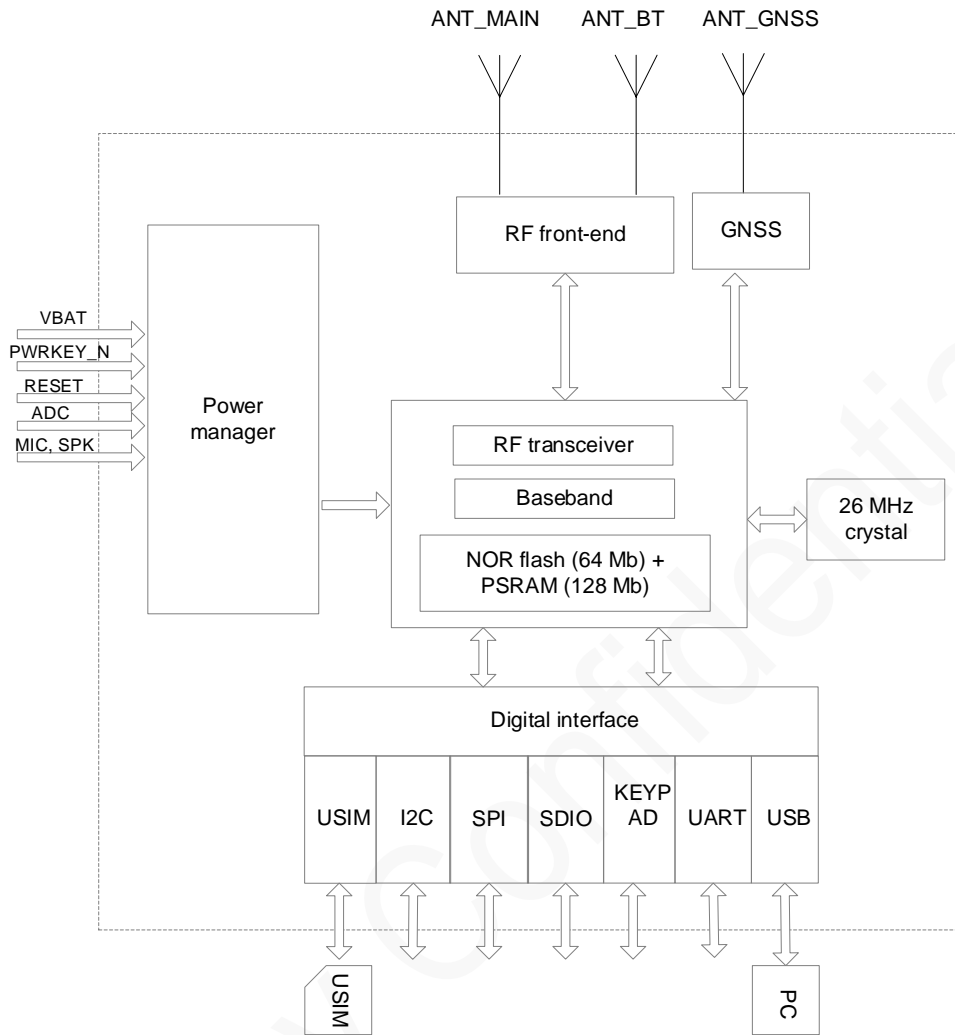 ANT_MAIN ANT_BT ANT_GNSS
RF front-end
GNSS
VBAT
PWRKEY_N
RESET
ADC
MIC, SPK
Power
manager
RF transceiver
Baseband
NOR flash (64 Mb) +
PSRAM (128 Mb)
26 MHz
crystal
Digital interface
USIM
I2C
SPI
SDIO
KEYP
AD
UART
USB
USIM
PC
Confidential